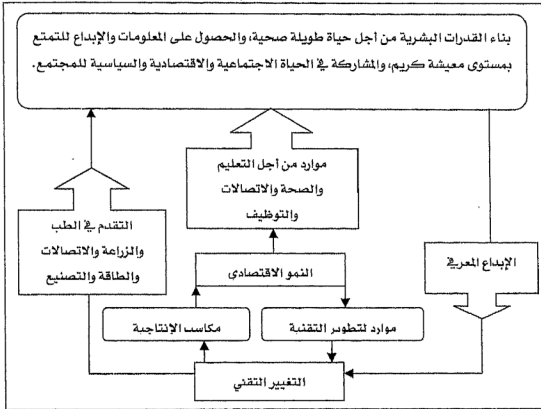 بناء القدرات البشرية من أجل حياة طويلة صحية، والحصول على المعلومات والإبداع للتمتع
بمستوى معيشة كريم، والمشاركة في الحياة الاجتماعية والاقتصادية والسياسية للمجتمع.
موارد من أجل التعليم
والصحة والاتصالات
والتوظيف
التقدم في الطب
والزراعة والاتصالات
والطاقة والتصنيع
الإبداع المعرفي
النمو الاقتصادى
موارد لتطوير التقنية
مكاسب الإنتاجية
التغيير التقني